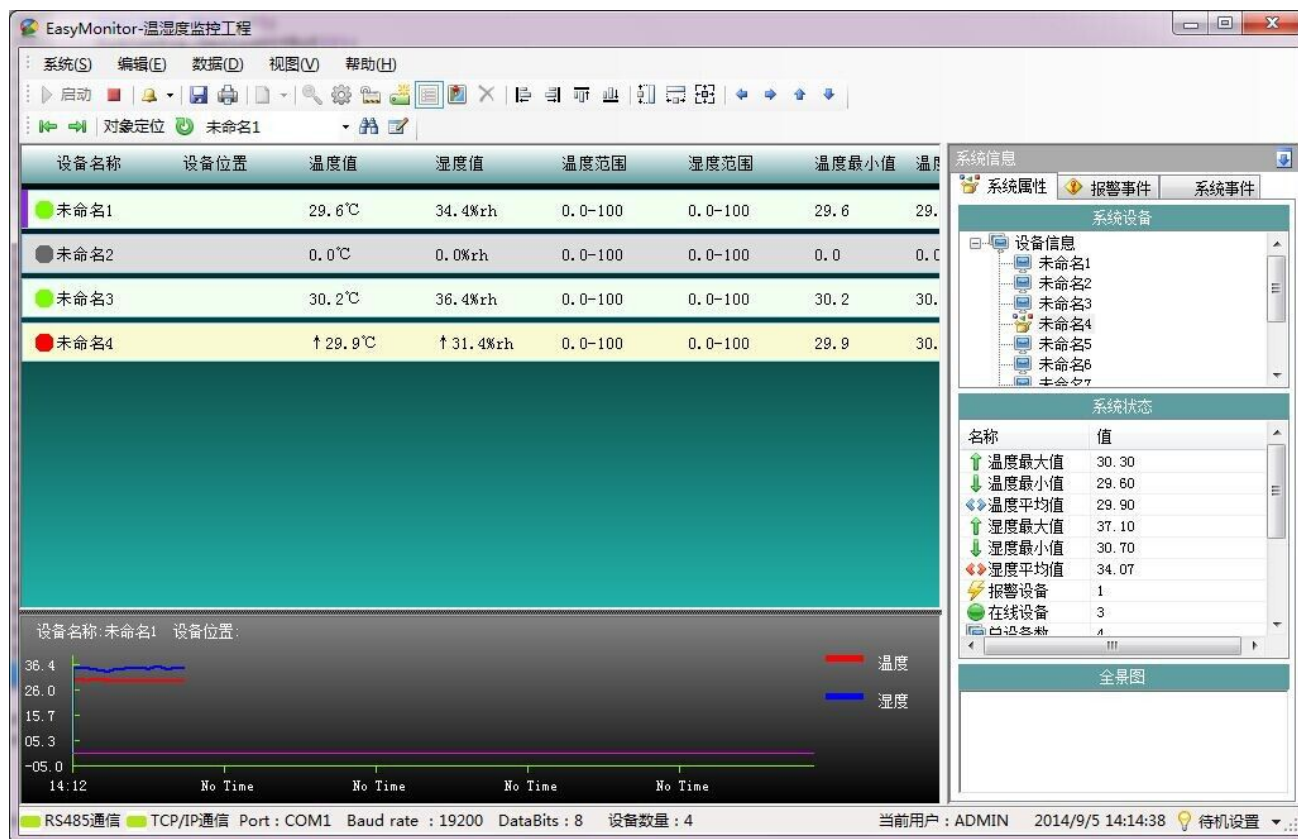 EasyMonitor-温湿度监控工程
系统(S) 编辑(E) 数据(D) 视图(V) 帮助(H)
启动
对象定位 未命名1
设备名称 设备位置 温度值 湿度值 温度范围 湿度范围 温度最小值
未命名1 29.6℃ 34.4%rh 0.0-100 0.0-100 29.6 29.
未命名2 0.0℃ 0.0%rh 0.0-100 0.0-100 0.0
未命名3 30.2℃ 36.4%rh 0.0-100 0.0-100 30.2 30.
未命名4 ↑29.9℃ ↑31.4%rh 0.0-100 0.0-100 29.9 30.
设备名称:未命名1 设备位置:
36.4
26.0
15.7
05.3
-05.0
14:12 No Time No Time No Time No Time
温度
湿度
系统信息
系统属性 报警事件 系统事件
系统设备
设备信息
未命名1
未命名2
未命名3
未命名4
未命名5
未命名6
未命名7
系统状态
名称 值
温度最大值 30.30
温度最小值 29.60
温度平均值 29.90
湿度最大值 37.10
湿度最小值 30.70
湿度平均值 34.07
报警设备 1
在线设备 3
总设备数 4
全景图
RS485通信 TCP/IP通信 Port : COM1 Baud rate : 19200 DataBits : 8 设备数量 : 4 当前用户 : ADMIN 2014/9/5 14:14:38 待机设置